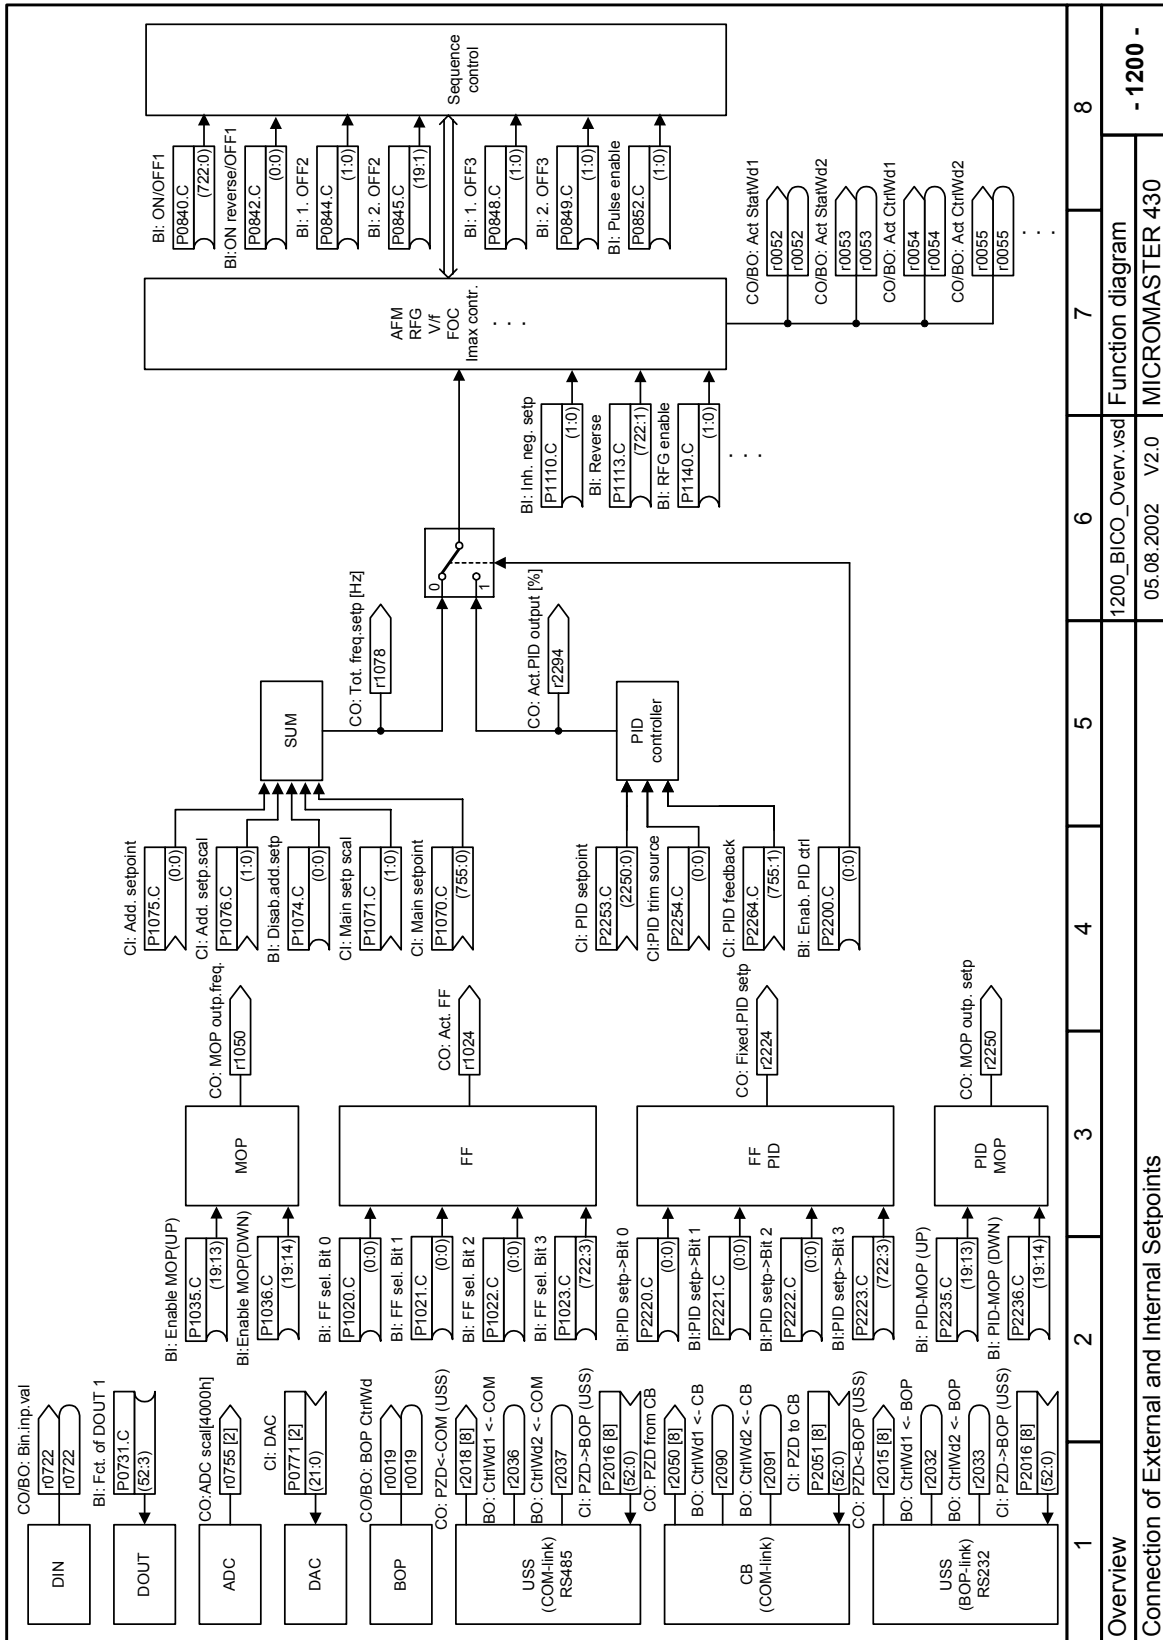 DIN
CO/BO: Bin.inp.val
r0722
r0722
DOUT
BI: Fct. of DOUT 1
P0731.C
(52:3)
ADC
CO:ADC scal[4000h]
r0755 [2]
DAC
CI: DAC
P0771 [2]
(21:0)
BOP
CO/BO: BOP CtrlWd
r0019
r0019
USS
(COM-link)
RS485
CO: PZD<-COM (USS)
r2018 [8]
BO: CtrlWd1 <- COM
r2036
BO: CtrlWd2 <- COM
r2037
CI: PZD->BOP (USS)
P2016 [8]
(52:0)
CB
(COM-link)
CO: PZD from CB
r2050 [8]
BO: CtrlWd1 <- CB
r2090
BO: CtrlWd2 <- CB
r2091
CI: PZD to CB
P2051 [8]
(52:0)
USS
(BOP-link)
RS232
CO: PZD<-BOP (USS)
r2015 [8]
BO: CtrlWd1 <- BOP
r2032
BO: CtrlWd2 <- BOP
r2033
CI: PZD->BOP (USS)
P2016 [8]
(52:0)
BI: Enable MOP(UP)
P1035.C
(19:13)
BI:Enable MOP(DWN)
P1036.C
(19:14)
MOP
CO: MOP outp.freq.
r1050
BI: FF sel. Bit 0
P1020.C
(0:0)
BI: FF sel. Bit 1
P1021.C
(0:0)
BI: FF sel. Bit 2
P1022.C
(0:0)
BI: FF sel. Bit 3
P1023.C
(722:3)
FF
CO: Act. FF
r1024
BI:PID setp->Bit 0
P2220.C
(0:0)
BI:PID setp->Bit 1
P2221.C
(0:0)
BI:PID setp->Bit 2
P2222.C
(0:0)
BI:PID setp->Bit 3
P2223.C
(722:3)
FF
PID
CO: Fixed.PID setp
r2224
BI: PID-MOP (UP)
P2235.C
(19:13)
BI: PID-MOP (DWN)
P2236.C
(19:14)
PID
MOP
CO: MOP outp. setp
r2250
CI: Add. setpoint
P1075.C
(0:0)
CI: Add. setp.scal
P1076.C
(1:0)
BI: Disab.add.setp
P1074.C
(0:0)
CI: Main setp scal
P1071.C
(1:0)
CI: Main setpoint
P1070.C
(755:0)
SUM
CO: Tot. freq.setp [Hz]
r1078
CI: PID setpoint
P2253.C
(2250:0)
CI:PID trim source
P2254.C
(0:0)
CI: PID feedback
P2264.C
(755:1)
BI: Enab. PID ctrl
P2200.C
(0:0)
PID
controller
CO: Act.PID output [%]
r2294
0
1
BI: Inh. neg. setp
P1110.C
(1:0)
BI: Reverse
P1113.C
(722:1)
BI: RFG enable
P1140.C
(1:0)
. . .
AFM
RFG
V/f
FOC
Imax contr.
. . .
BI: ON/OFF1
P0840.C
(722:0)
BI:ON reverse/OFF1
P0842.C
(0:0)
BI: 1. OFF2
P0844.C
(1:0)
BI: 2. OFF2
P0845.C
(19:1)
BI: 1. OFF3
P0848.C
(1:0)
BI: 2. OFF3
P0849.C
(1:0)
BI: Pulse enable
P0852.C
(1:0)
Sequence
control
CO/BO: Act StatWd1
r0052
r0052
CO/BO: Act StatWd2
r0053
r0053
CO/BO: Act CtrlWd1
r0054
r0054
CO/BO: Act CtrlWd2
r0055
r0055
. . .
1 2 3 4 5 6 7 8
Overview 1200_BICO_Overv.vsd Function diagram
- 1200 -
Connection of External and Internal Setpoints 05.08.2002 V2.0 MICROMASTER 430